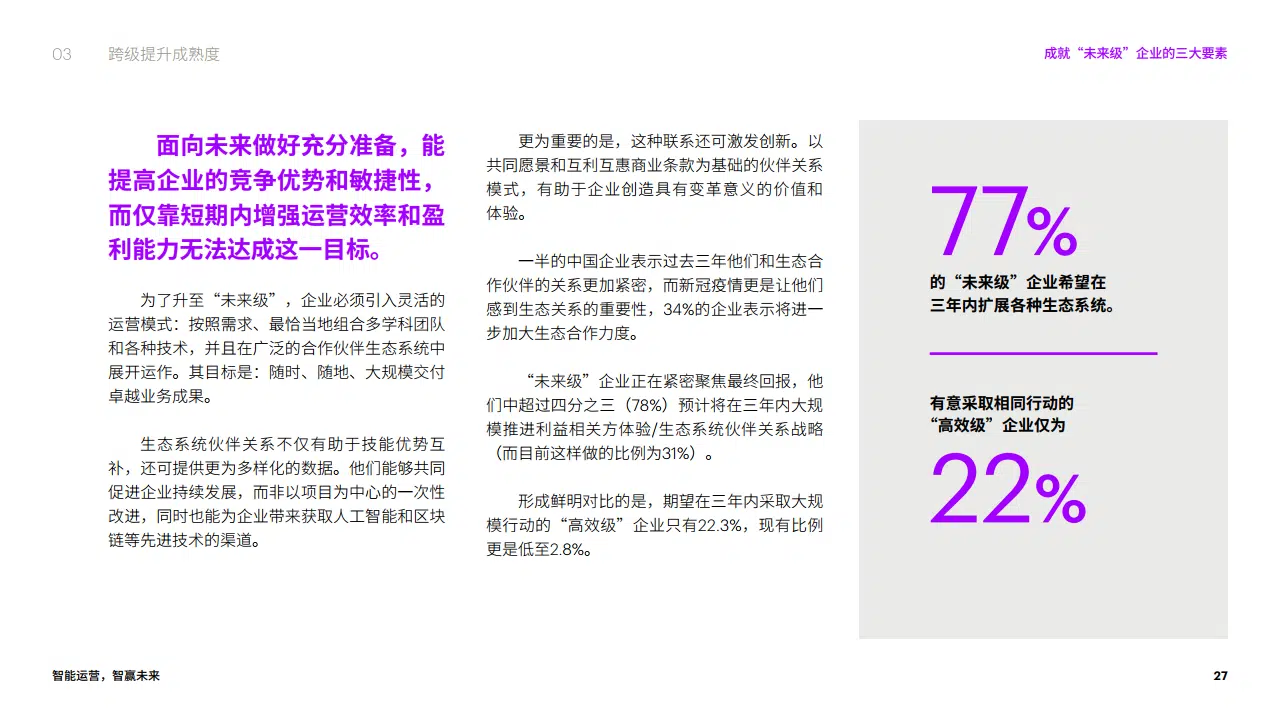 03 跨级提升成熟度
成就“未来级”企业的三大要素
面向未来做好充分准备，能
提高企业的竞争优势和敏捷性，
而仅靠短期内增强运营效率和盈
利能力无法达成这一目标。
为了升至“未来级”，企业必须引入灵活的
运营模式：按照需求、最恰当地组合多学科团队
和各种技术，并且在广泛的合作伙伴生态系统中
展开运作。其目标是：随时、随地、大规模交付
卓越业务成果。
生态系统伙伴关系不仅有助于技能优势互
补，还可提供更为多样化的数据。他们能够共同
促进企业持续发展，而非以项目为中心的一次性
改进，同时也能为企业带来获取人工智能和区块
链等先进技术的渠道。
更为重要的是，这种联系还可激发创新。以
共同愿景和互利互惠商业条款为基础的伙伴关系
模式，有助于企业创造具有变革意义的价值和
体验。
一半的中国企业表示过去三年他们和生态合
作伙伴的关系更加紧密，而新冠疫情更是让他们
感到生态关系的重要性，34%的企业表示将进一
步加大生态合作力度。
“未来级”企业正在紧密聚焦最终回报，他
们中超过四分之三（78%）预计将在三年内大规
模推进利益相关方体验/生态系统伙伴关系战略
（而目前这样做的比例为31%）。
形成鲜明对比的是，期望在三年内采取大规
模行动的“高效级”企业只有22.3%，现有比例
更是低至2.8%。
77%
的“未来级”企业希望在
三年内扩展各种生态系统。
有意采取相同行动的
“高效级”企业仅为
22%
智能运营，智赢未来
27